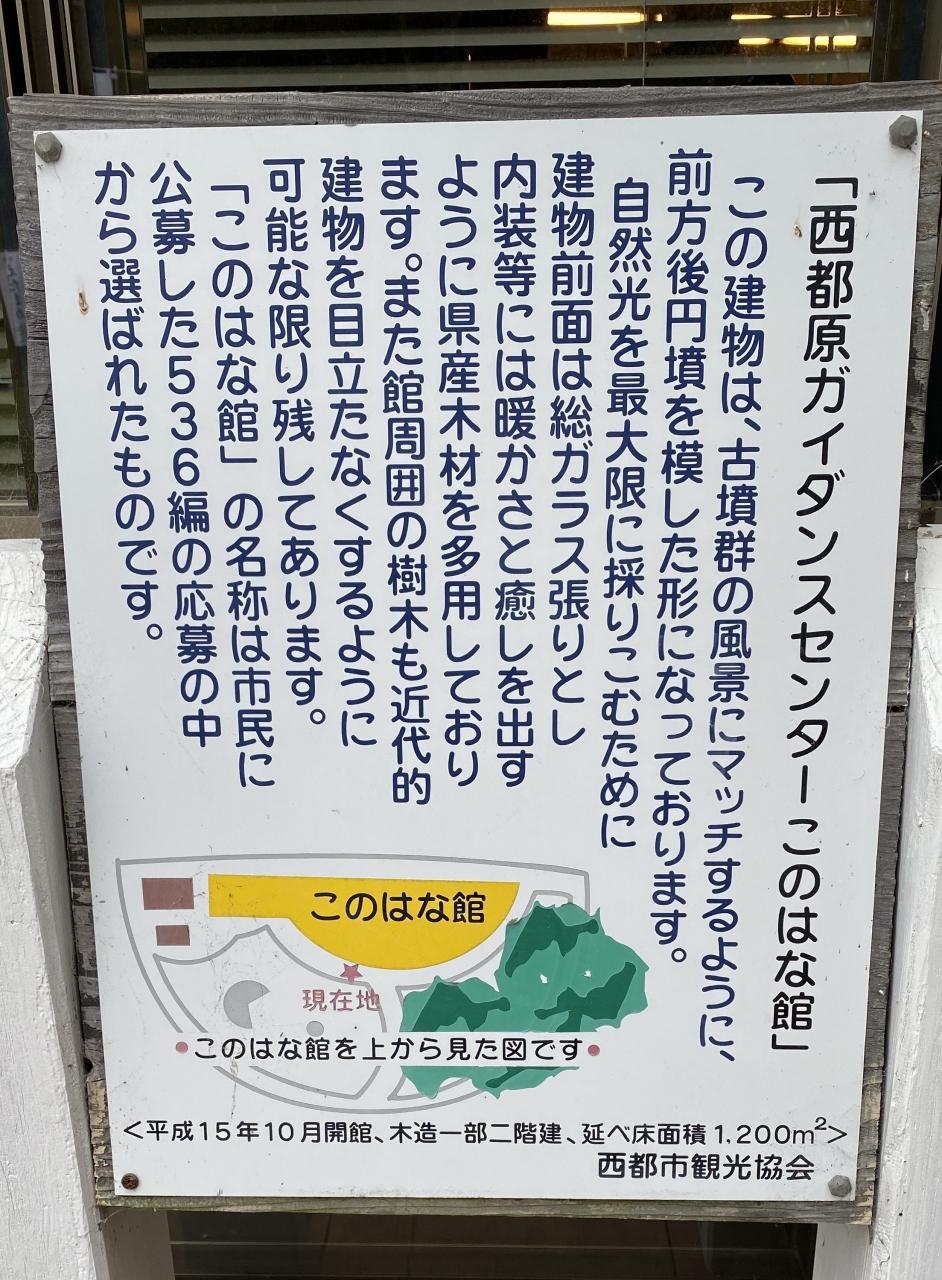 「西都原ガイダンスセンターこのはな館」
この建物は、古墳群の風景にマッチするように、
前方後円墳を模した形になっております。
自然光を最大限に採りこむために
建物前面は総ガラス張りとし
内装等には暖かさと癒しを出す
ように県産木材を多用しており
ます。また館周囲の樹木も近代的
建物を目立たなくするように
可能な限り残してあります。
「このはな館」の名称は市民に
公募した536編の応募の中
から選ばれたものです。
このはな館
現在地
•このはな館を上から見た図です•
<平成15年10月開館、木造一部二階建、延べ床面積1,200m²>
西都市観光協会